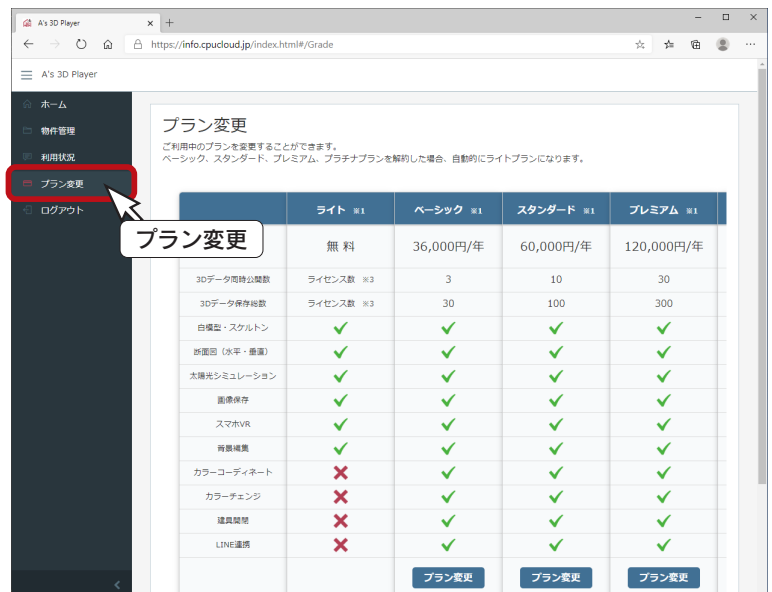 A's 3D Player
https://info.cpucloud.jp/index.html#/Grade
A's 3D Player
ホーム
物件管理
利用状況
プラン変更
ログアウト
プラン変更
プラン変更
ご利用中のプランを変更することができます。
ベーシック、スタンダード、プレミアム、プラチナプランを解約した場合、自動的にライトプランになります。
ライト ※1 ベーシック ※1 スタンダード ※1 プレミアム ※1
無料 36,000円/年 60,000円/年 120,000円/年
3Dデータ同時公開数 ライセンス数 ※3 3 10 30
3Dデータ保存総数 ライセンス数 ※3 30 100 300
白模型・スケルトン
断面図（水平・垂直）
太陽光シミュレーション
画像保存
スマホVR
背景編集
カラーコーディネート
カラーチェンジ
建具開閉
LINE連携
プラン変更 プラン変更 プラン変更